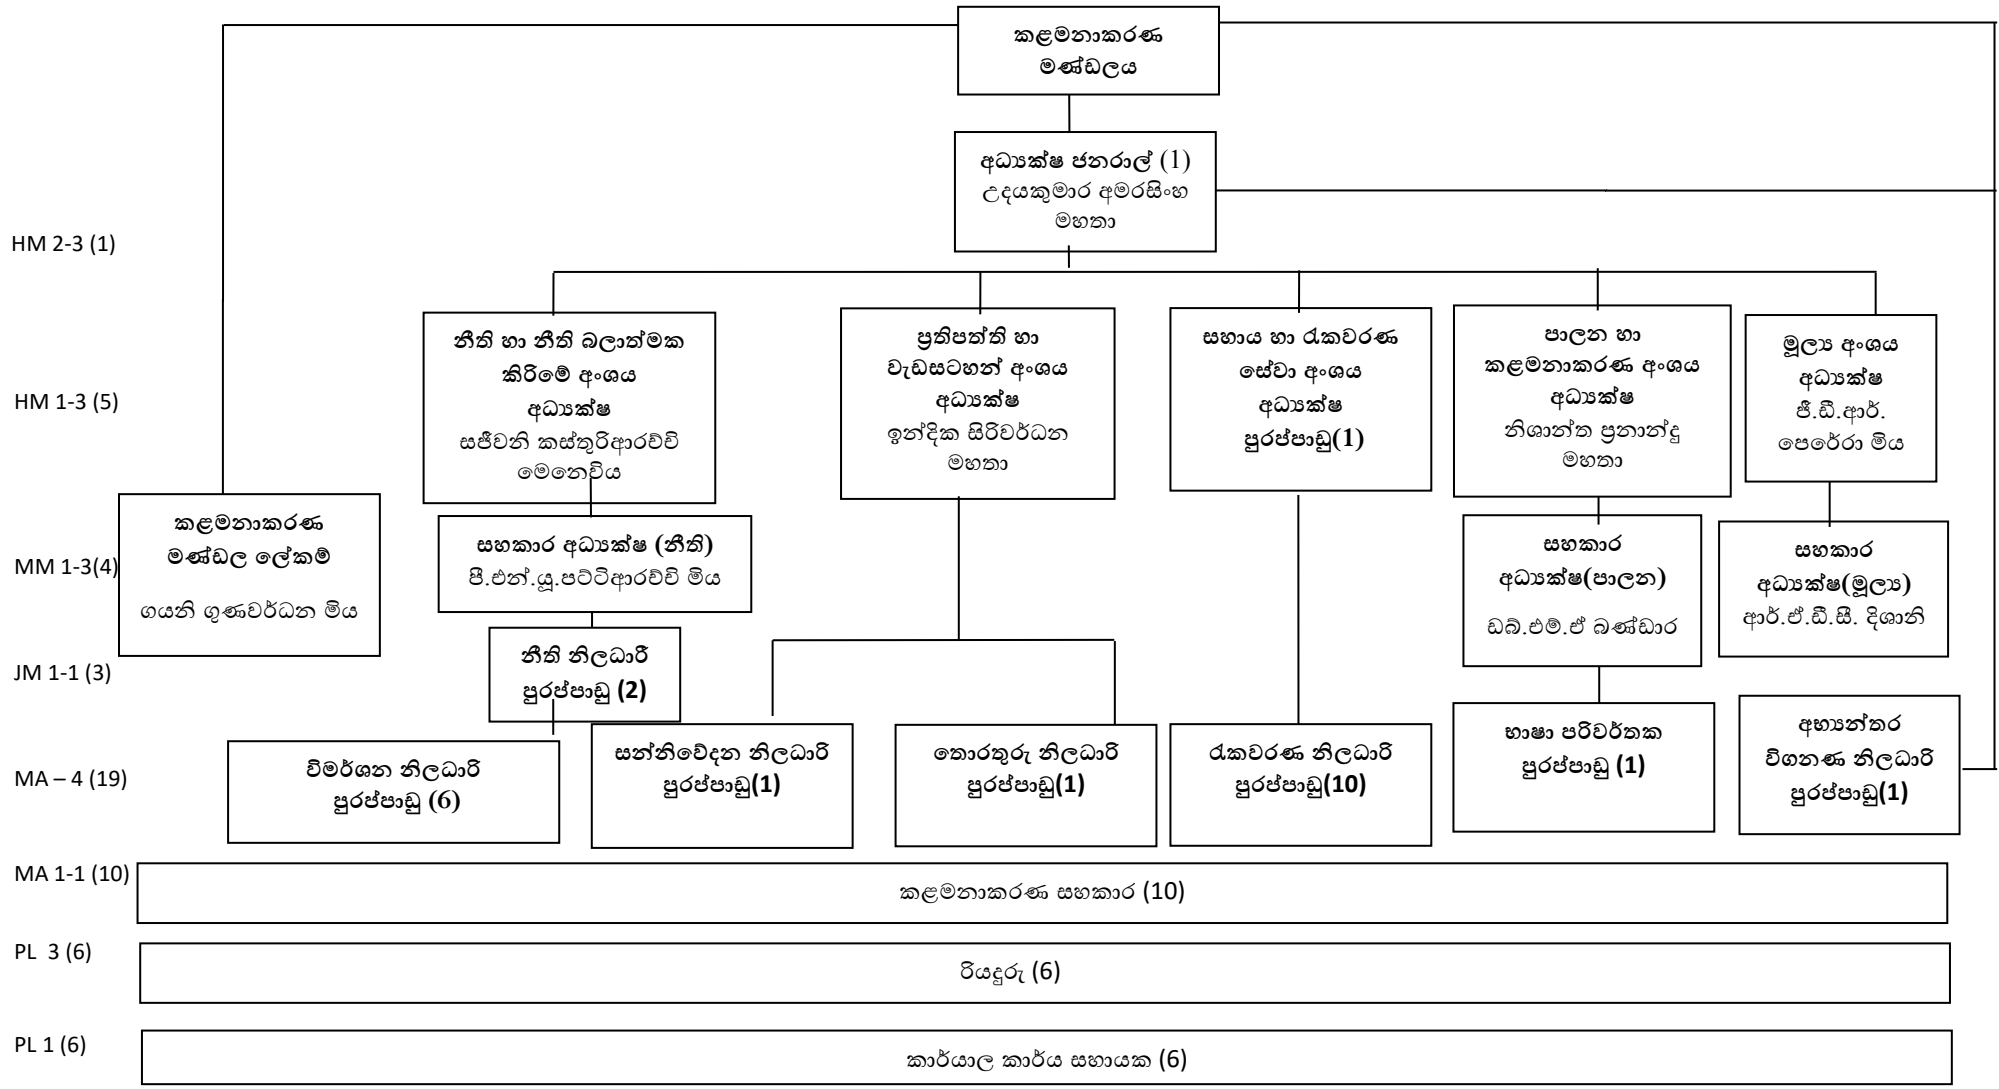 කළමනාකරණ
මණ්ඩලය
අධ්‍යක්ෂ ජනරාල් (1)
උදයකුමාර අමරසිංහ
මහතා
HM 2-3 (1)
නීති හා නීති බලාත්මක
කිරීමේ අංශය
අධ්‍යක්ෂ
සජීවනි කස්තුරිආරච්චි
මෙනෙවිය
ප්‍රතිපත්ති හා
වැඩසටහන් අංශය
අධ්‍යක්ෂ
ඉන්දික සිරිවර්ධන
මහතා
සහාය හා රැකවරණ
සේවා අංශය
අධ්‍යක්ෂ
පුරප්පාඩු(1)
පාලන හා
කළමනාකරණ අංශය
අධ්‍යක්ෂ
නිශාන්ත ප්‍රනාන්දු
මහතා
මූල්‍ය අංශය
අධ්‍යක්ෂ
ජී.ඩී.ආර්.
පෙරේරා මිය
HM 1-3 (5)
කළමනාකරණ
මණ්ඩල ලේකම්
ගයනි ගුණවර්ධන මිය
සහකාර අධ්‍යක්ෂ (නීති)
පී.එන්.යූ.පට්ටිආරච්චි මිය
සහකාර
අධ්‍යක්ෂ(පාලන)
ඩබ්.එම්.ඒ බණ්ඩාර
සහකාර
අධ්‍යක්ෂ(මූල්‍ය)
ආර්.ඒ.ඩී.සී. දිශානි
MM 1-3(4)
නීති නිලධාරී
පුරප්පාඩු (2)
JM 1-1 (3)
විමර්ශන නිලධාරි
පුරප්පාඩු (6)
සන්නිවේදන නිලධාරි
පුරප්පාඩු(1)
තොරතුරු නිලධාරි
පුරප්පාඩු(1)
රැකවරණ නිලධාරි
පුරප්පාඩු(10)
භාෂා පරිවර්තක
පුරප්පාඩු (1)
අභ්‍යන්තර
විගනණ නිලධාරි
පුරප්පාඩු(1)
MA – 4 (19)
MA 1-1 (10)
කළමනාකරණ සහකාර (10)
PL 3 (6)
රියදුරු (6)
PL 1 (6)
කාර්යාල කාර්ය සහායක (6)